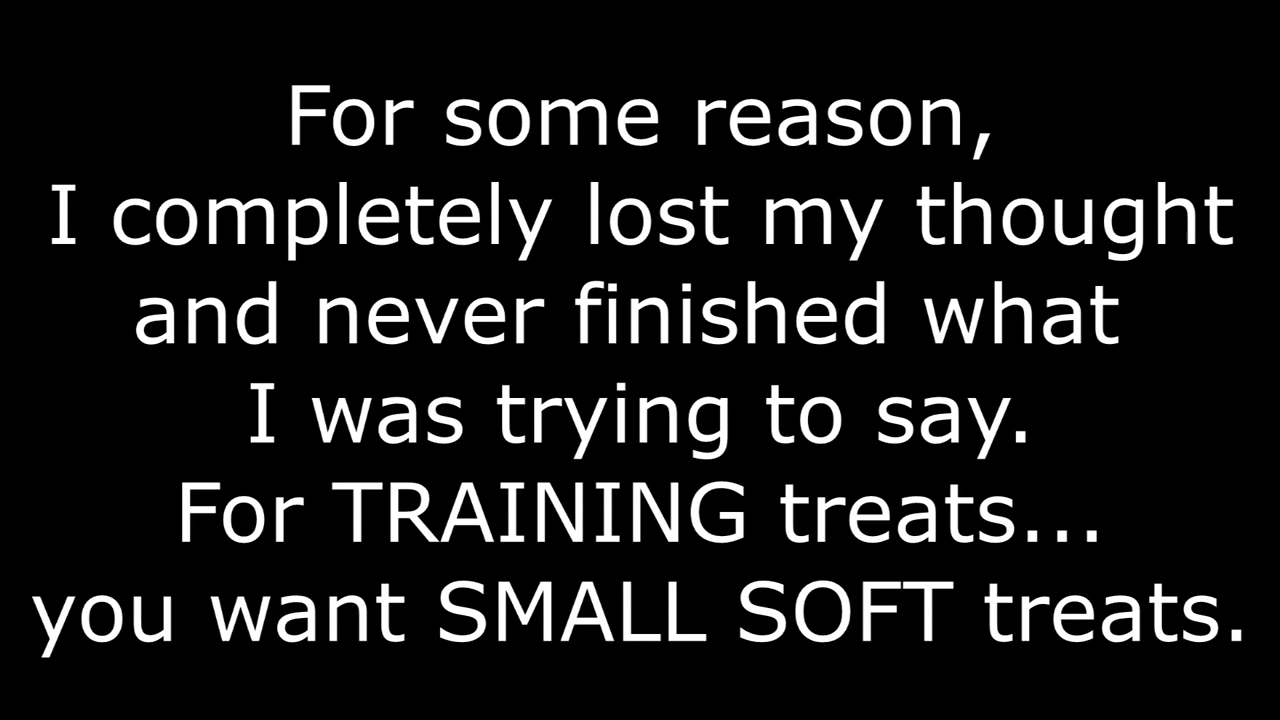 For some reason,
I completely lost my thought
and never finished what
I was trying to say.
For TRAINING treats...
you want SMALL SOFT treats.